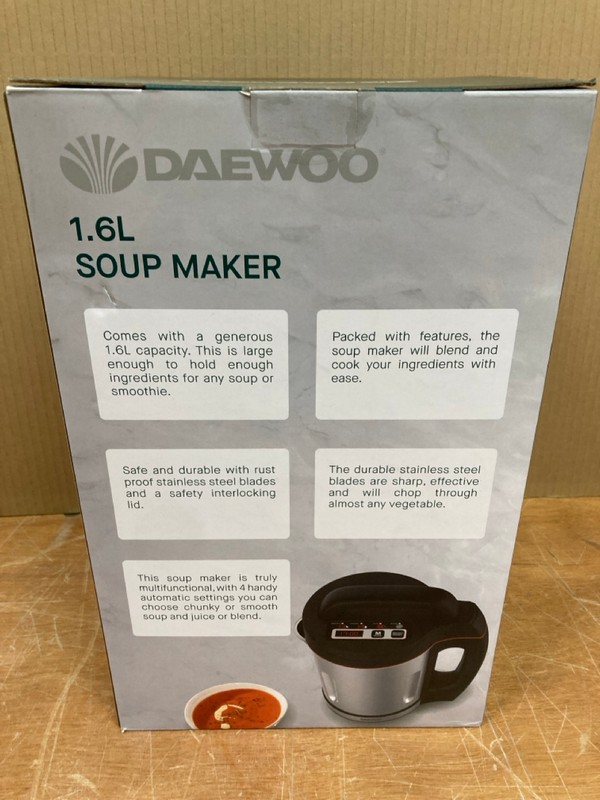 DAEWOO
1.6L
SOUP MAKER
Comes with a generous
1.6L capacity. This is large
enough to hold enough
ingredients for any soup or
smoothie.
Packed with features, the
soup maker will blend and
cook your ingredients with
ease.
Safe and durable with rust
proof stainless steel blades
and a safety interlocking
lid.
The durable stainless steel
blades are sharp, effective
and will chop through
almost any vegetable.
This soup maker is truly
multifunctional, with 4 handy
automatic settings you can
choose chunky or smooth
soup and juice or blend.